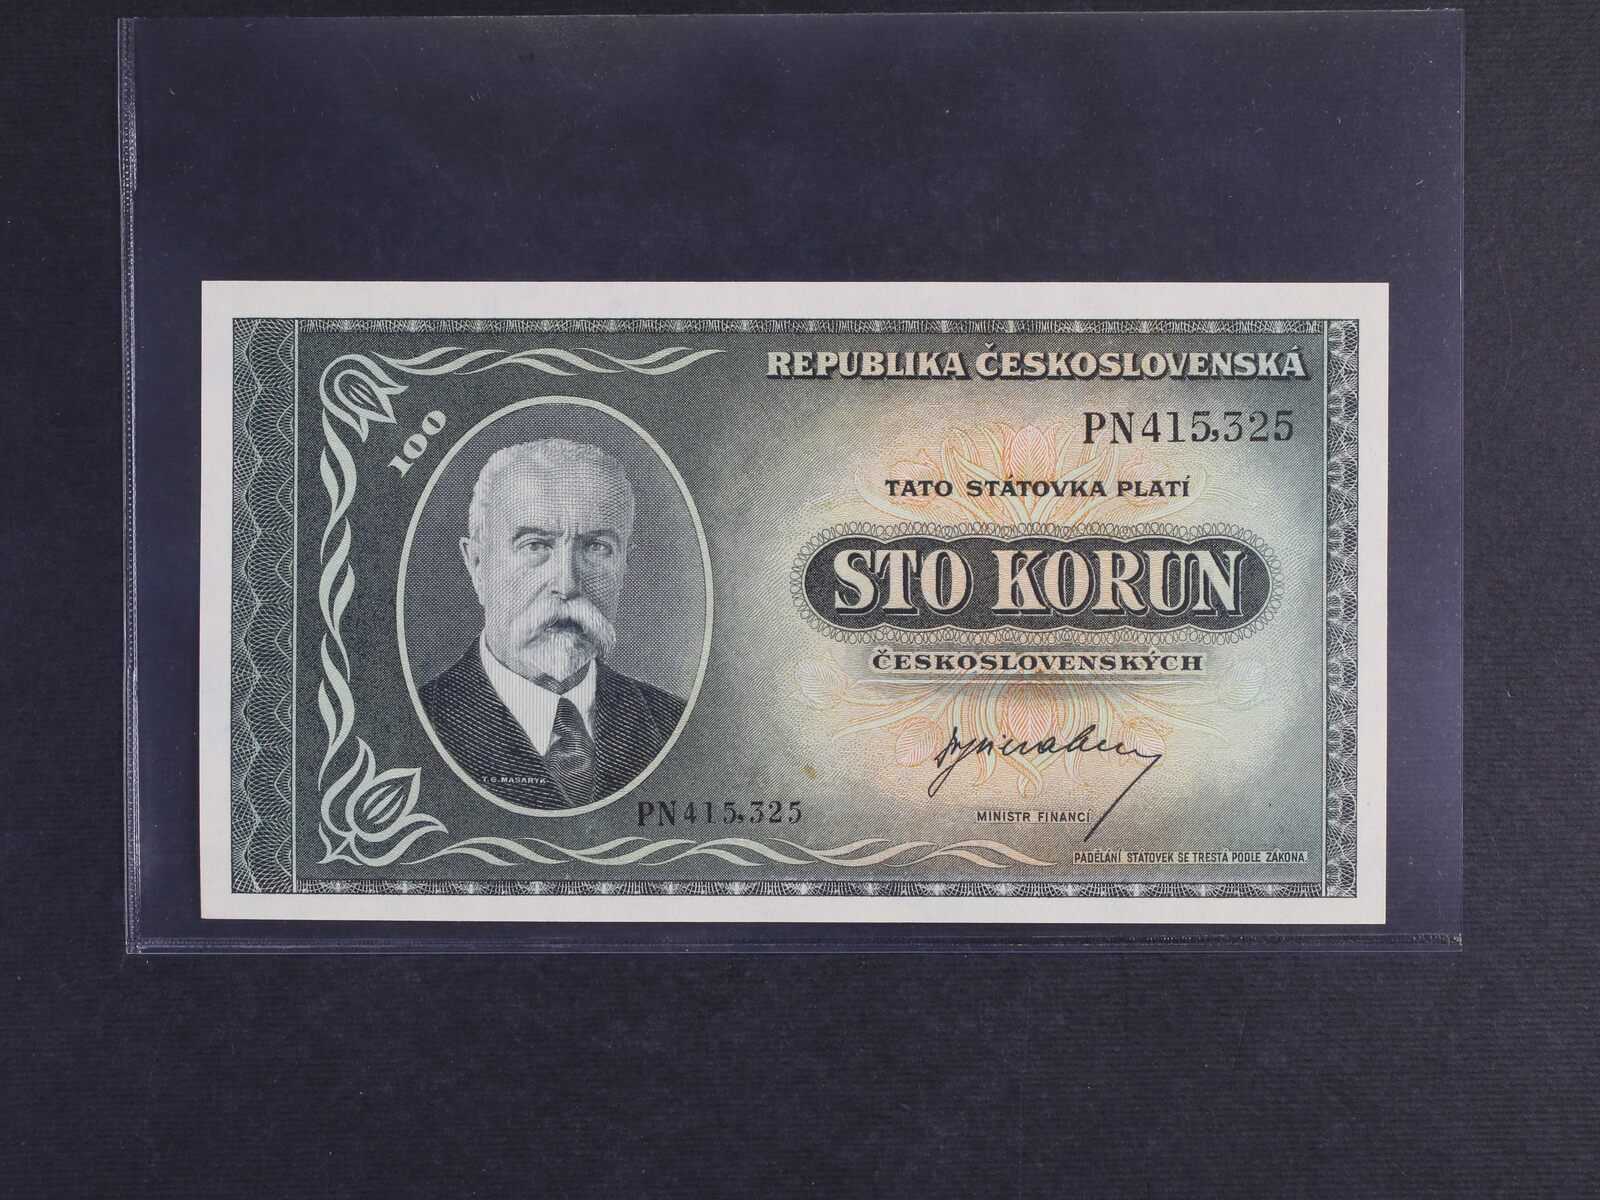 REPUBLIKA ČESKOSLOVENSKÁ
100
PN415,325
TATO STÁTOVKA PLATÍ
STO KORUN
ČESKOSLOVENSKÝCH
T. G. MASARYK
PN415,325
MINISTR FINANCÍ
PADĚLÁNÍ STÁTOVEK SE TRESTÁ PODLE ZÁKONA